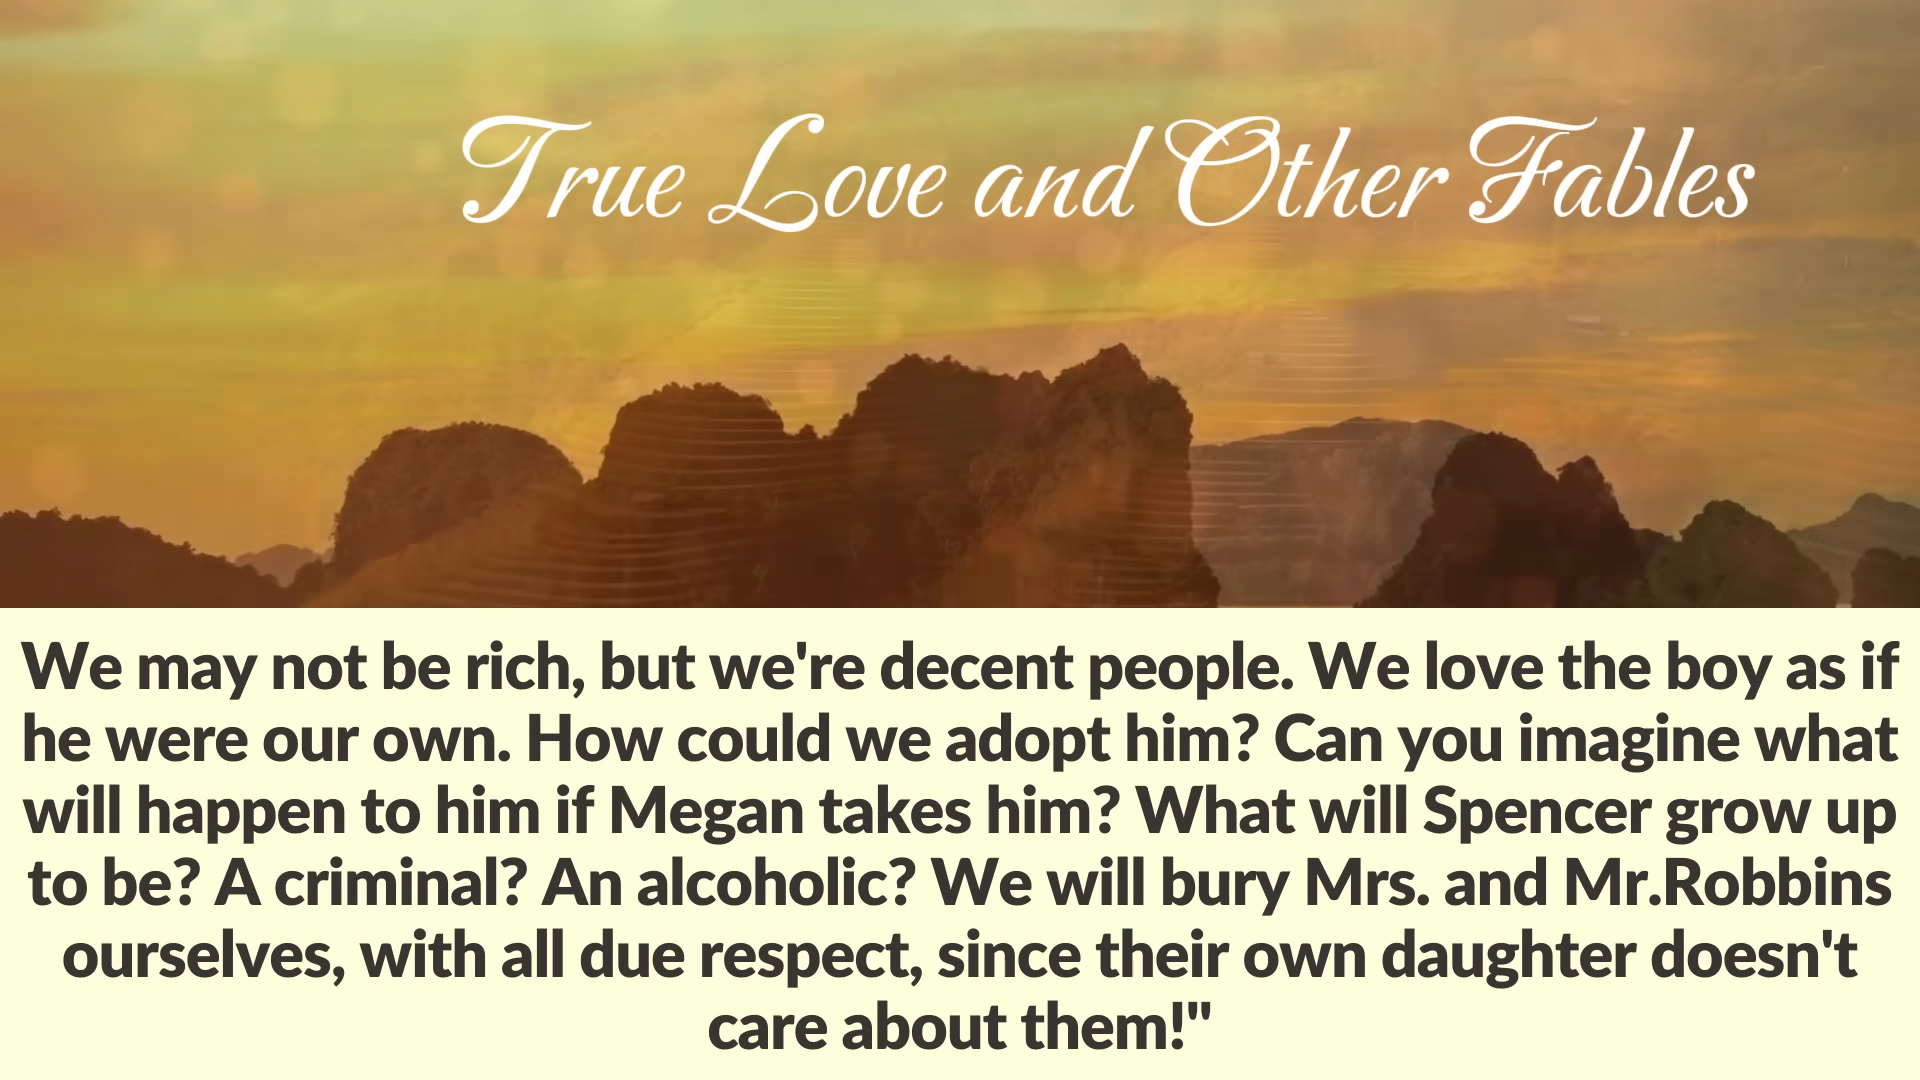 True Love and Other Fables
We may not be rich, but we're decent people. We love the boy as if
he were our own. How could we adopt him? Can you imagine what
will happen to him if Megan takes him? What will Spencer grow up
to be? A criminal? An alcoholic? We will bury Mrs. and Mr.Robbins
ourselves, with all due respect, since their own daughter doesn't
care about them!"